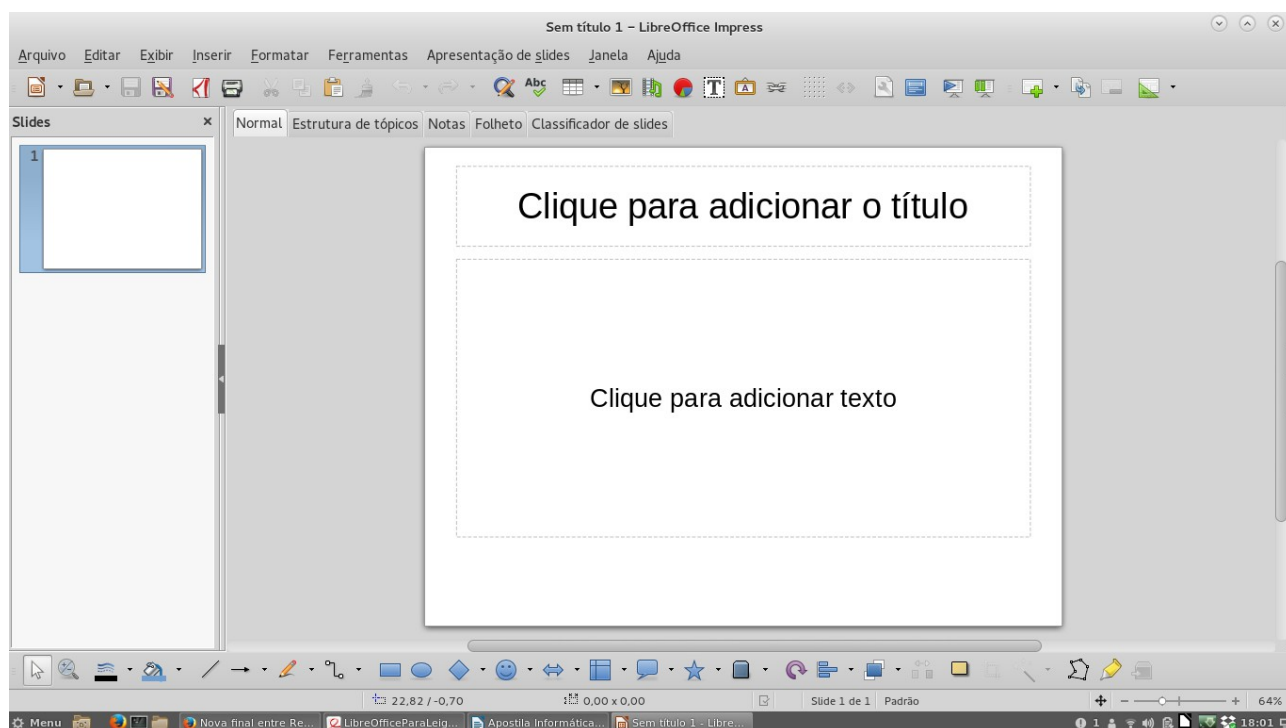 Sem título 1 – LibreOffice Impress
Arquivo Editar Exibir Inserir Formatar Ferramentas Apresentação de slides Janela Ajuda
Abc T A
Slides × Normal Estrutura de tópicos Notas Folheto Classificador de slides
1
Clique para adicionar o título
Clique para adicionar texto
22,82 / -0,70 0,00 x 0,00 Slide 1 de 1 Padrão 64%
Menu Nova final entre Re... LibreOfficeParaLeig... Apostila Informática... Sem título 1 - Libre... 1 18:01